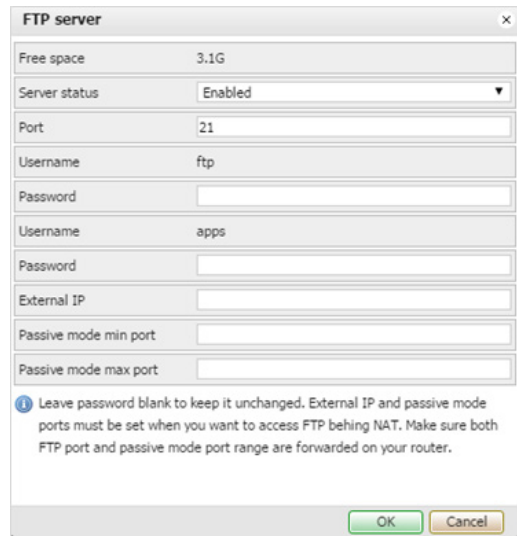 FTP server
Free space 3.1G
Server status Enabled
Port 21
Username ftp
Password
Username apps
Password
External IP
Passive mode min port
Passive mode max port
Leave password blank to keep it unchanged. External IP and passive mode
ports must be set when you want to access FTP behing NAT. Make sure both
FTP port and passive mode port range are forwarded on your router.
OK Cancel